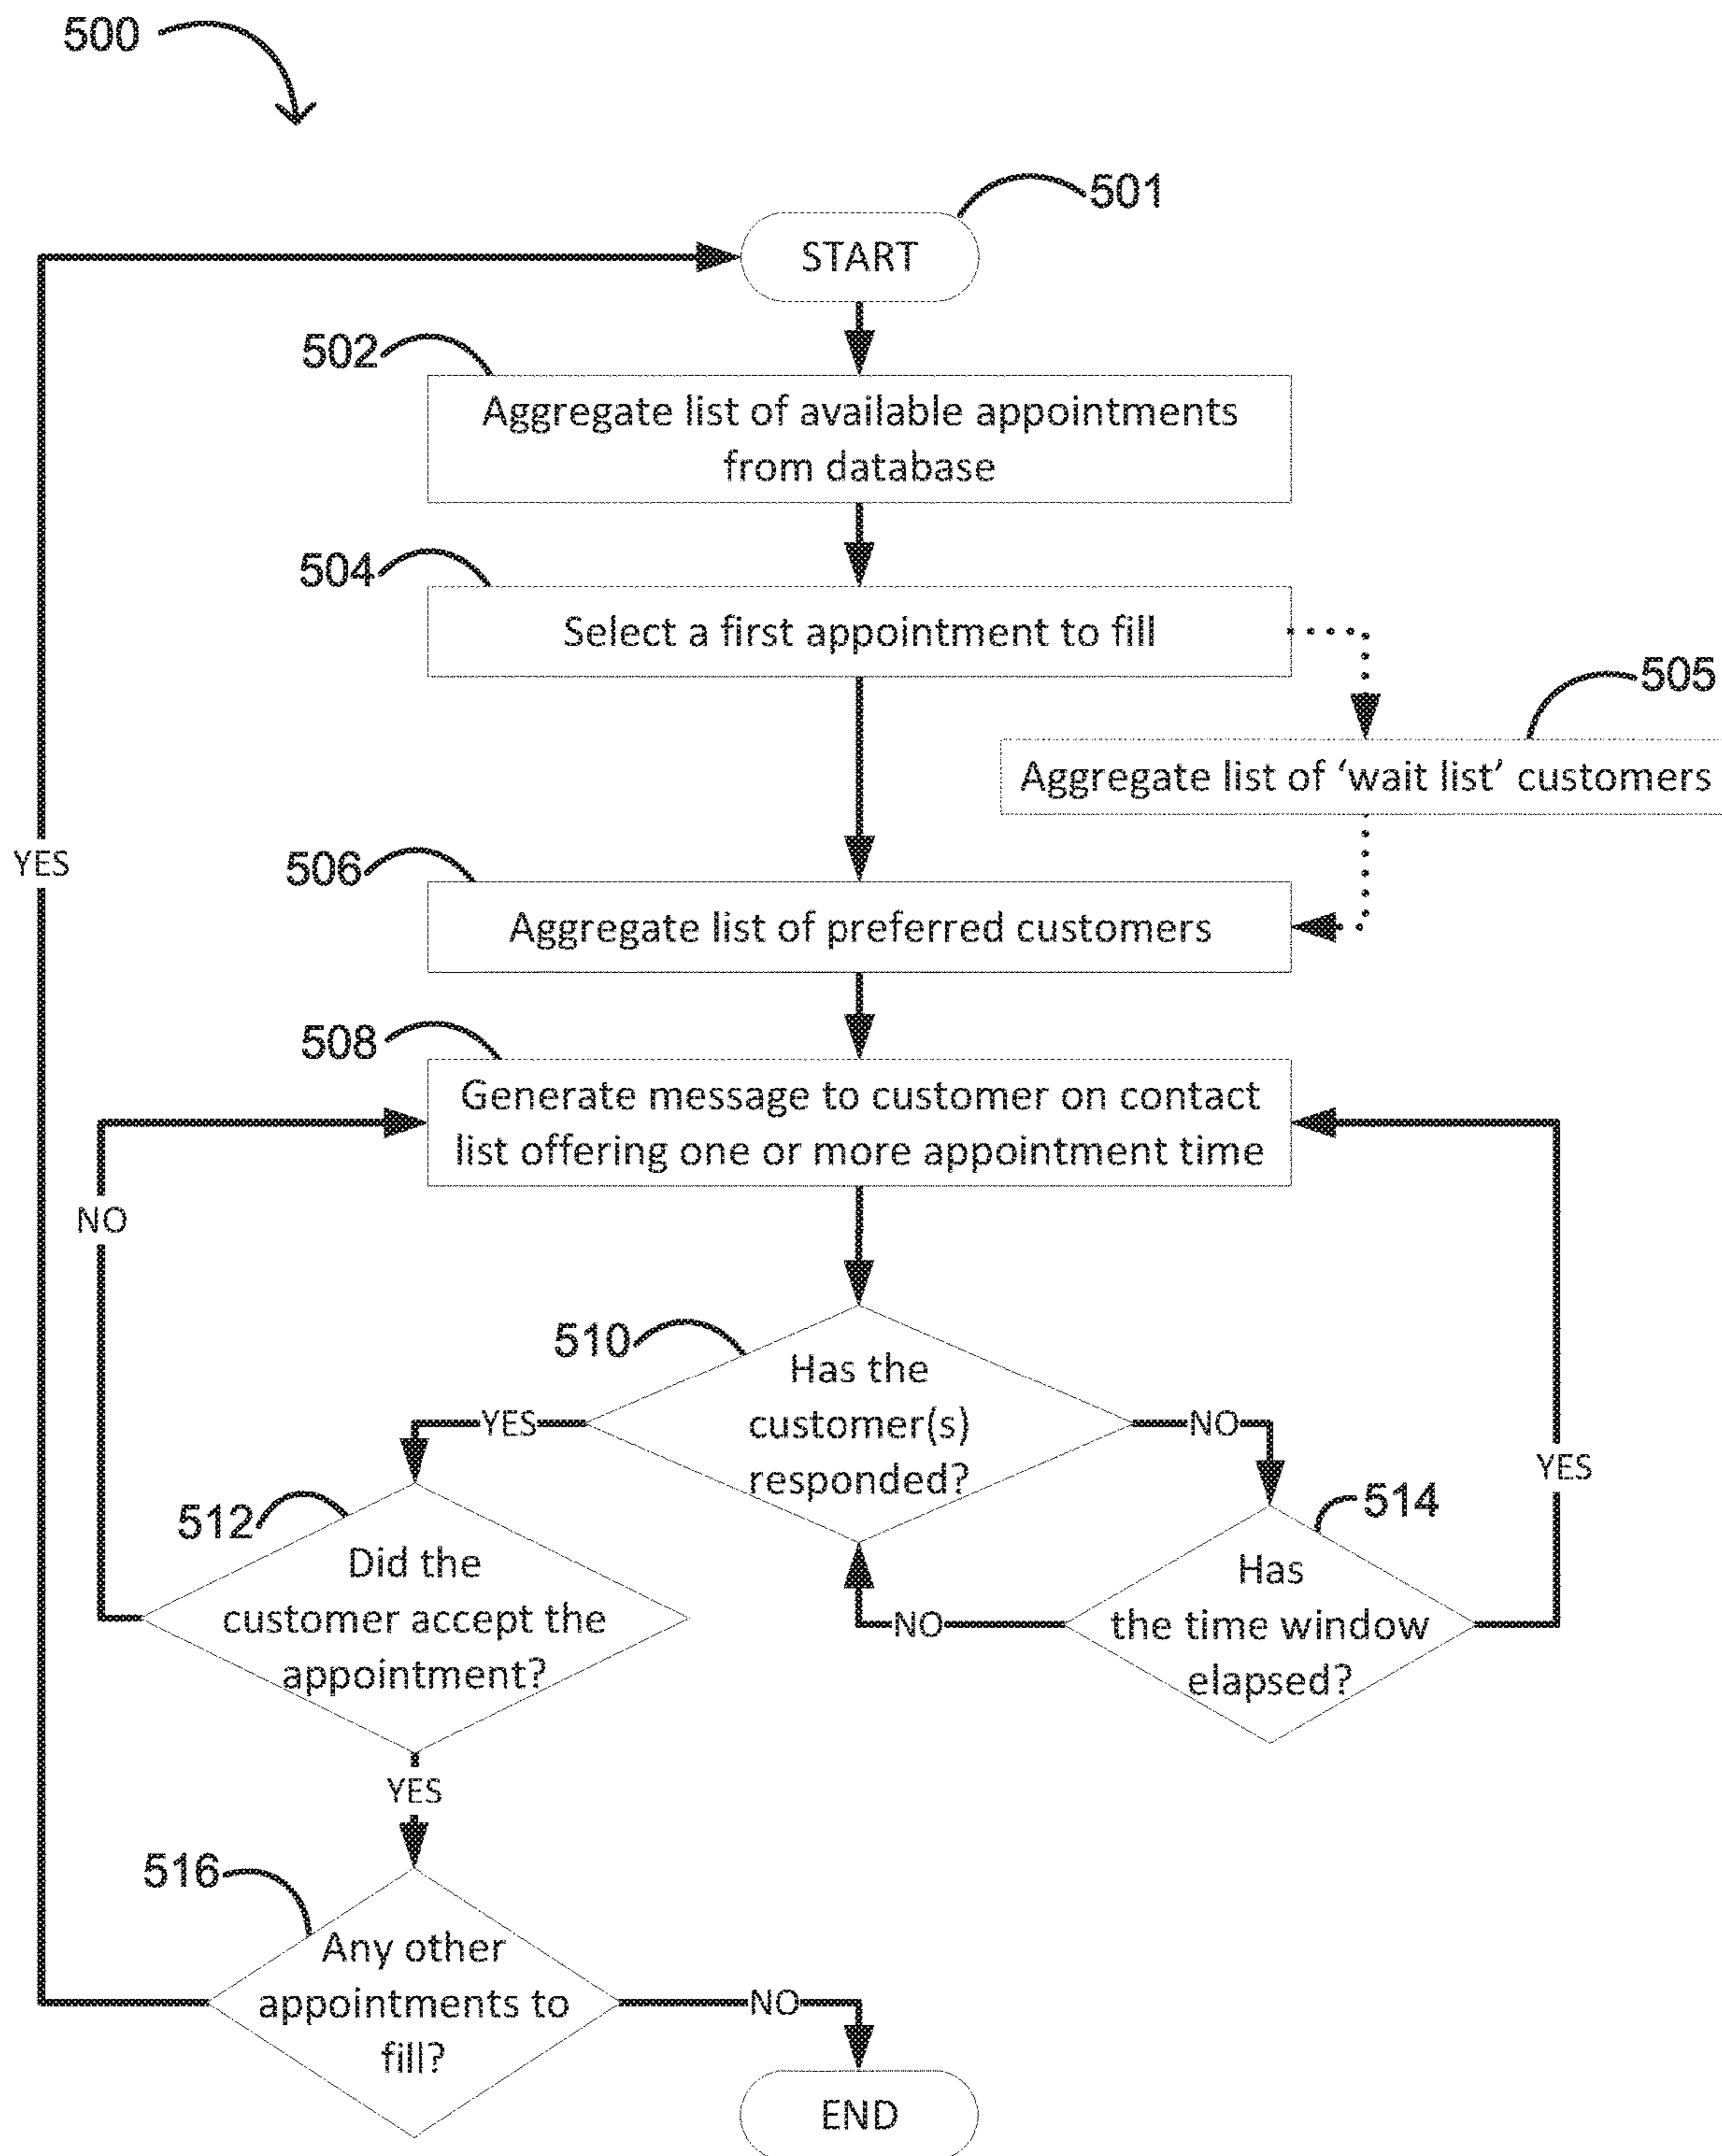 500
501
START
502
Aggregate list of available appointments
from database
504
Select a first appointment to fill
505
Aggregate list of ‘wait list’ customers
YES
506
Aggregate list of preferred customers
508
Generate message to customer on contact
list offering one or more appointment time
NO
510
Has the
customer(s)
responded?
YES
NO
YES
512
Did the
customer accept the
appointment?
514
Has
the time window
elapsed?
NO
YES
516
Any other
appointments to
fill?
NO
END